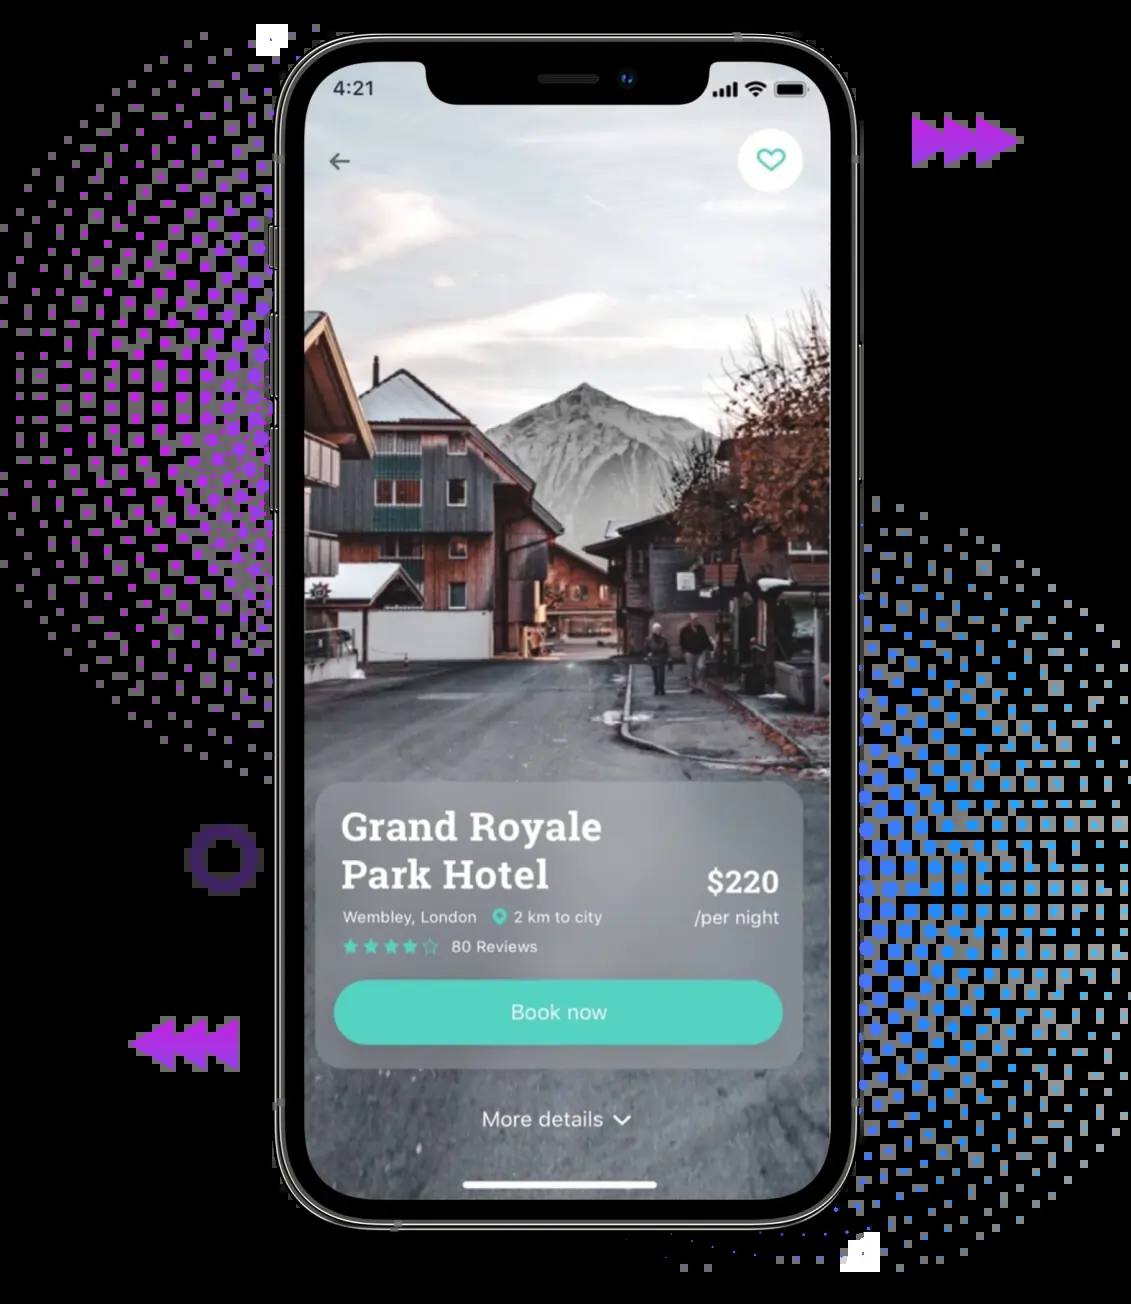 4:21
Grand Royale
Park Hotel
$220
Wembley, London 2 km to city
/per night
80 Reviews
Book now
More details